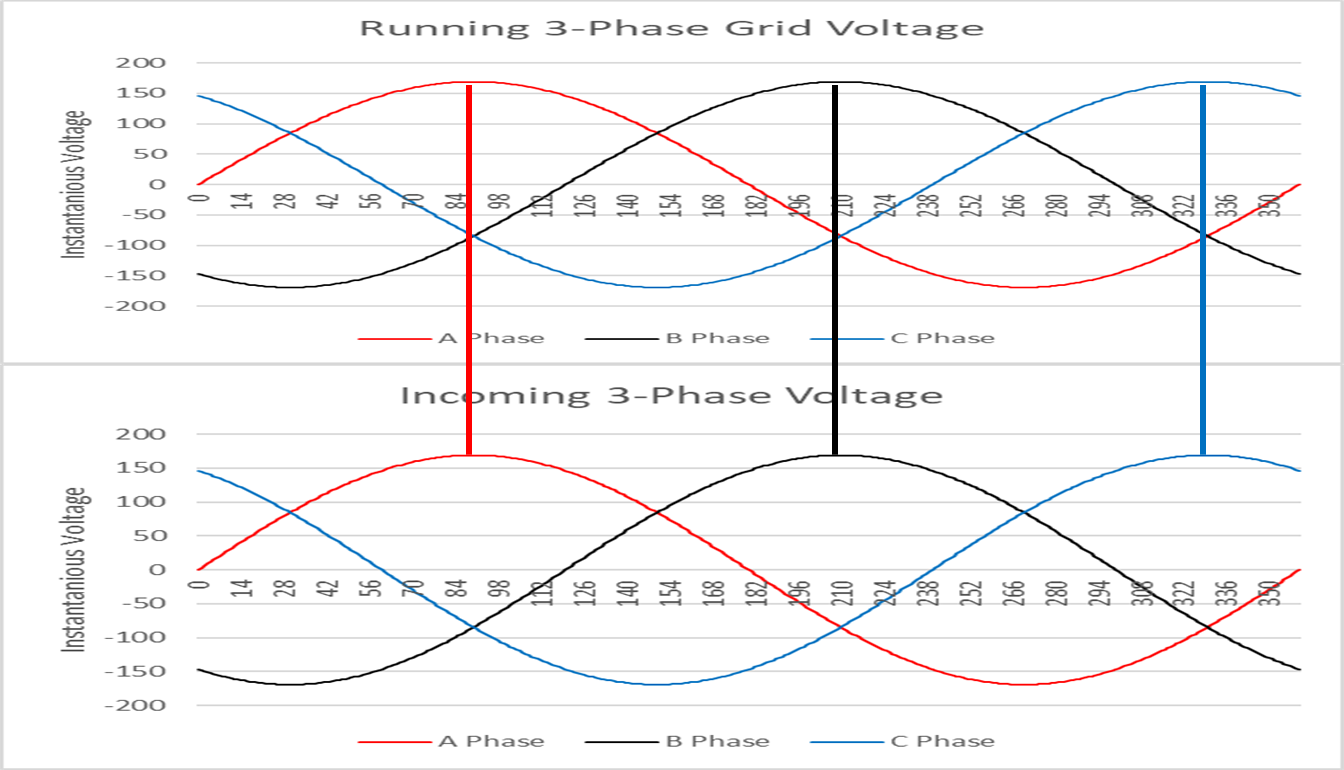 Running 3-Phase Grid Voltage
Instantanious Voltage
200
150
100
50
0
-50
-100
-150
-200
0 14 28 42 56 70 84 98 112 126 140 154 168 182 196 210 224 238 252 266 280 294 308 322 336 350
A Phase B Phase C Phase
Incoming 3-Phase Voltage
Instantanious Voltage
200
150
100
50
0
-50
-100
-150
-200
0 14 28 42 56 70 84 98 112 126 140 154 168 182 196 210 224 238 252 266 280 294 308 322 336 350
A Phase B Phase C Phase